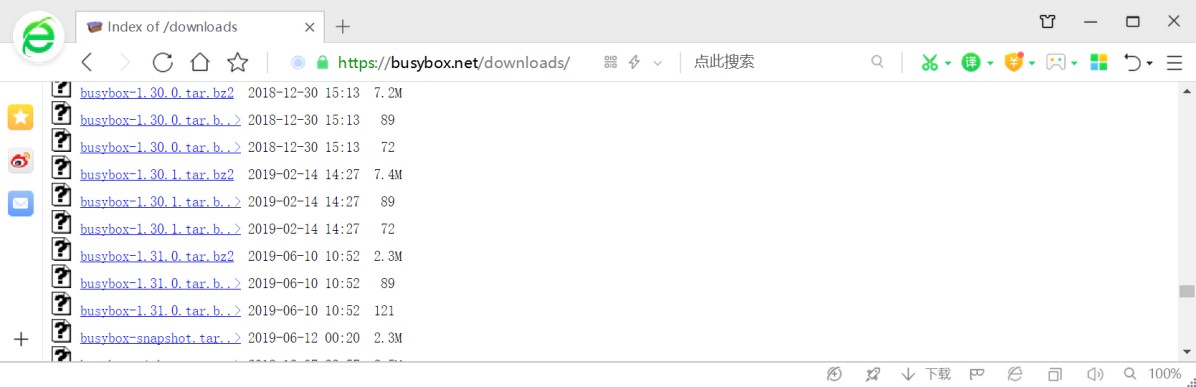 Index of /downloads
https://busybox.net/downloads/
点此搜索
译
busybox-1.30.0.tar.bz2 2018-12-30 15:13 7.2M
busybox-1.30.0.tar.b..> 2018-12-30 15:13 89
busybox-1.30.0.tar.b..> 2018-12-30 15:13 72
busybox-1.30.1.tar.bz2 2019-02-14 14:27 7.4M
busybox-1.30.1.tar.b..> 2019-02-14 14:27 89
busybox-1.30.1.tar.b..> 2019-02-14 14:27 72
busybox-1.31.0.tar.bz2 2019-06-10 10:52 2.3M
busybox-1.31.0.tar.b..> 2019-06-10 10:52 89
busybox-1.31.0.tar.b..> 2019-06-10 10:52 121
busybox-snapshot.tar..> 2019-06-12 00:20 2.3M
下载
100%